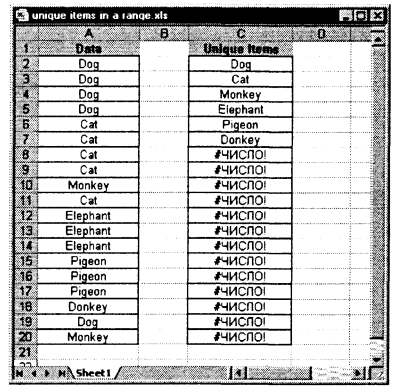 unique items in a range.xls
A B C D
1 Data Unique Items
2 Dog Dog
3 Dog Cat
4 Dog Monkey
5 Dog Elephant
6 Cat Pigeon
7 Cat Donkey
8 Cat #ЧИСЛО!
9 Cat #ЧИСЛО!
10 Monkey #ЧИСЛО!
11 Cat #ЧИСЛО!
12 Elephant #ЧИСЛО!
13 Elephant #ЧИСЛО!
14 Elephant #ЧИСЛО!
15 Pigeon #ЧИСЛО!
16 Pigeon #ЧИСЛО!
17 Pigeon #ЧИСЛО!
18 Donkey #ЧИСЛО!
19 Dog #ЧИСЛО!
20 Monkey #ЧИСЛО!
21
Sheet1